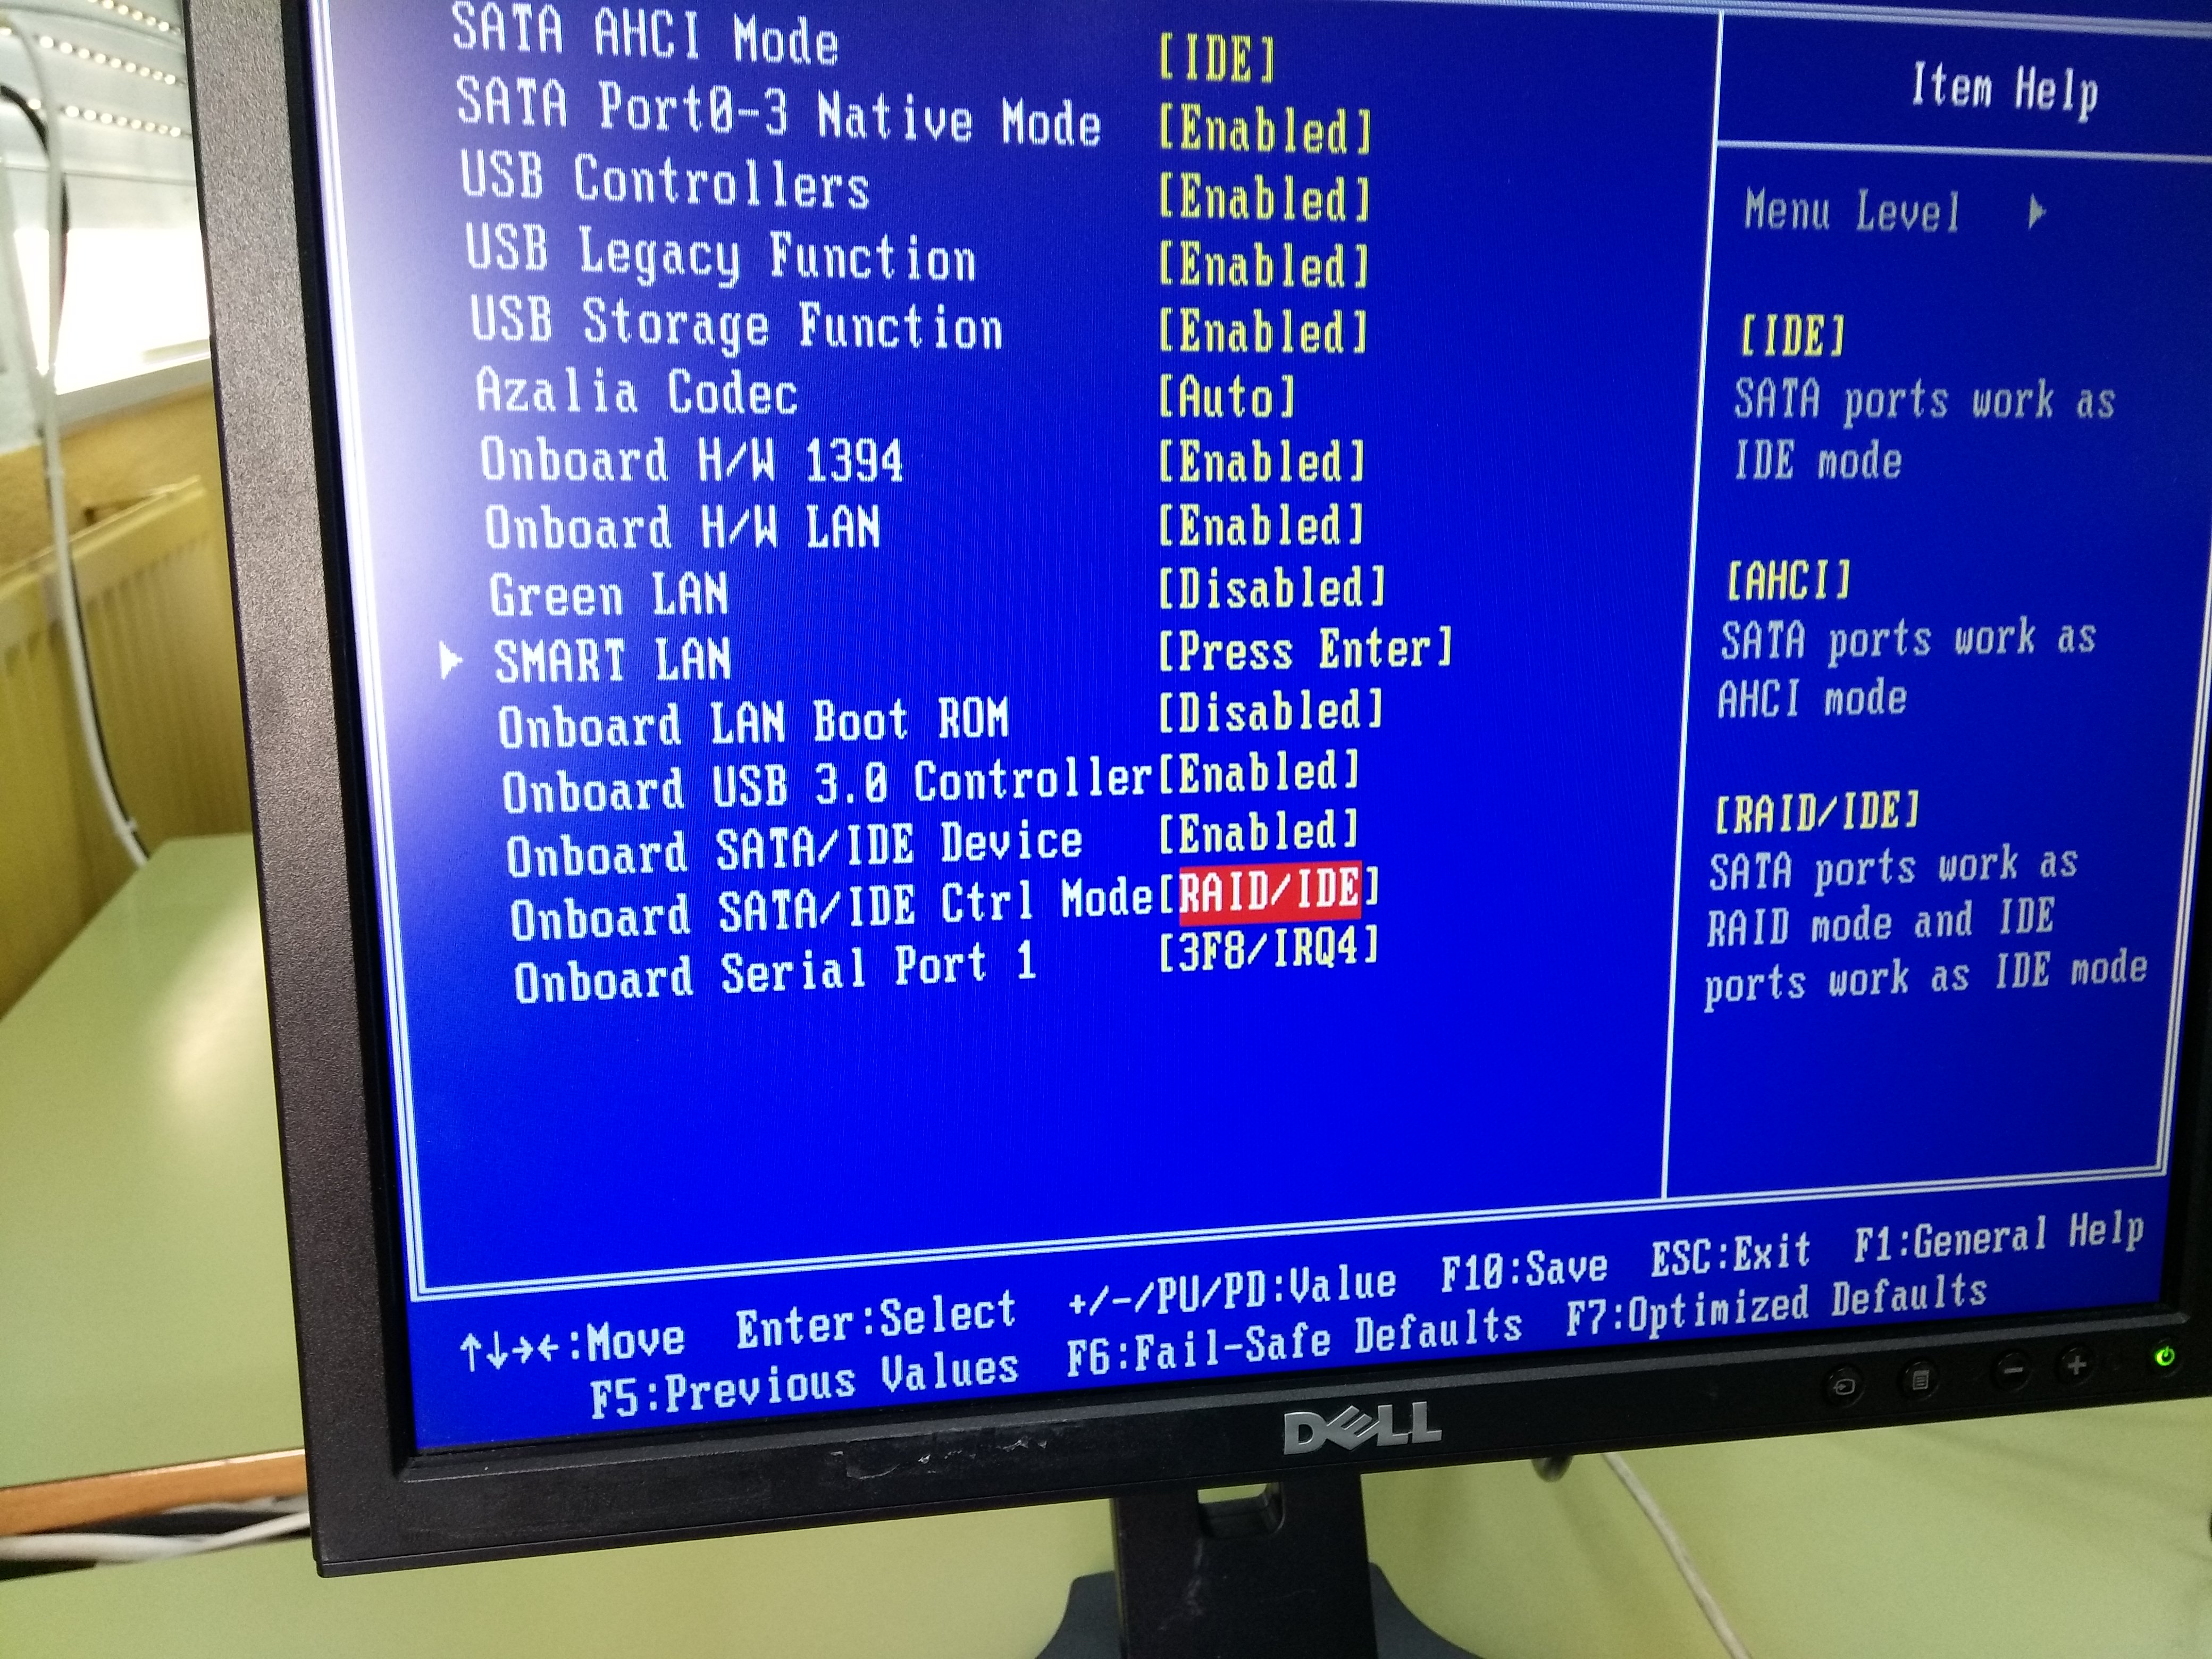 SATA AHCI Mode [IDE]
SATA Port0-3 Native Mode [Enabled]
USB Controllers [Enabled]
USB Legacy Function [Enabled]
USB Storage Function [Enabled]
Azalia Codec [Auto]
Onboard H/W 1394 [Enabled]
Onboard H/W LAN [Enabled]
Green LAN [Disabled]
SMART LAN [Press Enter]
Onboard LAN Boot ROM [Disabled]
Onboard USB 3.0 Controller[Enabled]
Onboard SATA/IDE Device [Enabled]
Onboard SATA/IDE Ctrl Mode[RAID/IDE]
Onboard Serial Port 1 [3F8/IRQ4]
Item Help
Menu Level
[IDE]
SATA ports work as
IDE mode
[AHCI]
SATA ports work as
AHCI mode
[RAID/IDE]
SATA ports work as
RAID mode and IDE
ports work as IDE mode
↑↓→←:Move Enter:Select +/-/PU/PD:Value F10:Save ESC:Exit F1:General Help
F5:Previous Values F6:Fail-Safe Defaults F7:Optimized Defaults
DELL